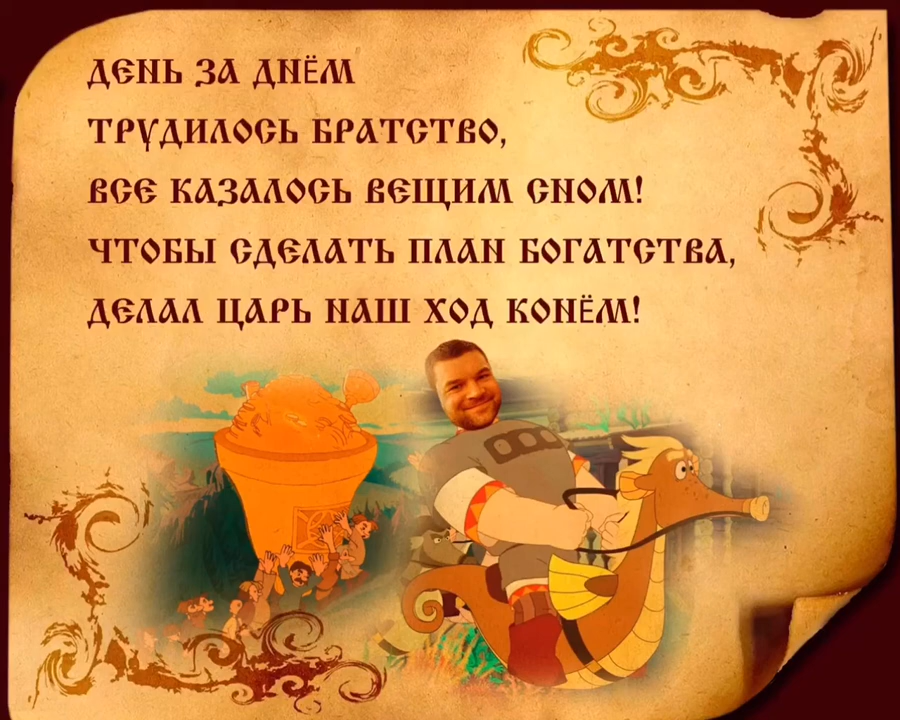 ДЕНЬ ЗА ДНЁМ
ТРУДИЛОСЬ БРАТСТВО,
ВСЕ КАЗАЛОСЬ ВЕЩИМ СНОМ!
ЧТОБЫ СДЕЛАТЬ ПЛАН БОГАТСТВА,
ДЕЛАЛ ЦАРЬ НАШ ХОД КОНЁМ!